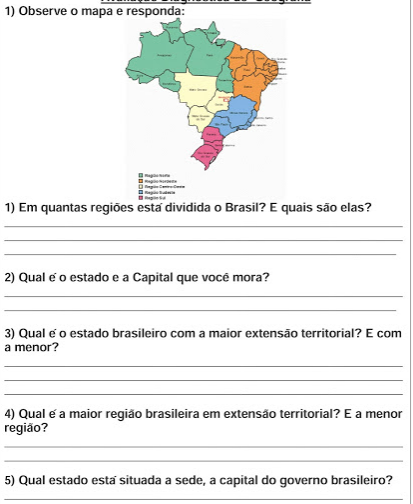 1) Observe o mapa e responda:
Região Norte
Região Nordeste
Região Centro-Oeste
Região Sudeste
Região Sul
1) Em quantas regiões está dividida o Brasil? E quais são elas?
2) Qual é o estado e a Capital que você mora?
3) Qual é o estado brasileiro com a maior extensão territorial? E com
a menor?
4) Qual é a maior região brasileira em extensão territorial? E a menor
região?
5) Qual estado está situada a sede, a capital do governo brasileiro?